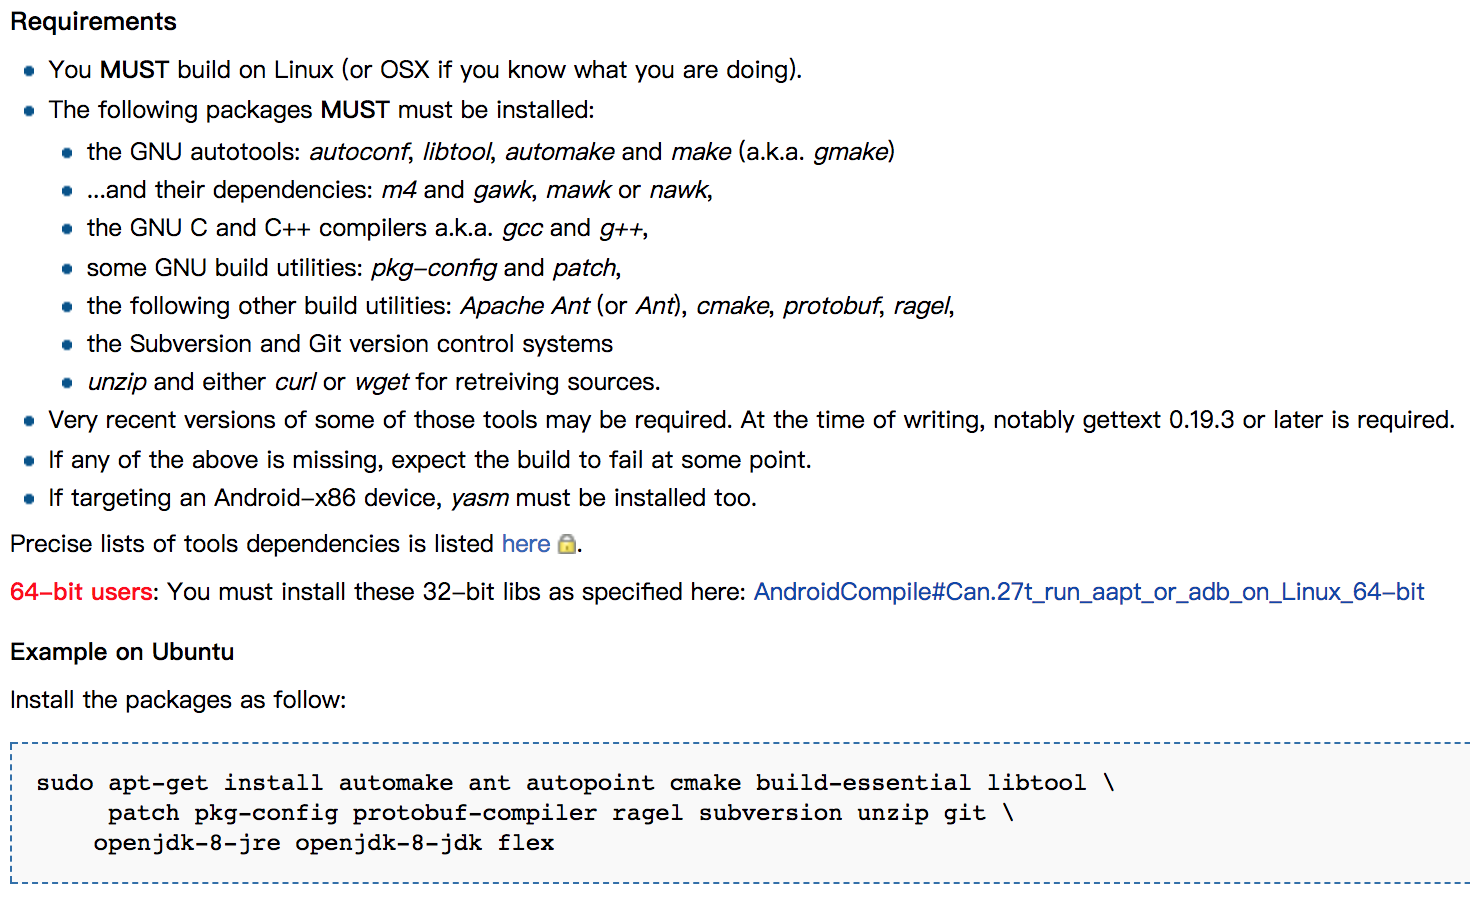 Requirements
You MUST build on Linux (or OSX if you know what you are doing).
The following packages MUST must be installed:
the GNU autotools: autoconf, libtool, automake and make (a.k.a. gmake)
...and their dependencies: m4 and gawk, mawk or nawk,
the GNU C and C++ compilers a.k.a. gcc and g++,
some GNU build utilities: pkg-config and patch,
the following other build utilities: Apache Ant (or Ant), cmake, protobuf, ragel,
the Subversion and Git version control systems
unzip and either curl or wget for retreiving sources.
Very recent versions of some of those tools may be required. At the time of writing, notably gettext 0.19.3 or later is required.
If any of the above is missing, expect the build to fail at some point.
If targeting an Android-x86 device, yasm must be installed too.
Precise lists of tools dependencies is listed here.
64-bit users: You must install these 32-bit libs as specified here: AndroidCompile#Can.27t_run_aapt_or_adb_on_Linux_64-bit
Example on Ubuntu
Install the packages as follow:
sudo apt-get install automake ant autopoint cmake build-essential libtool \
patch pkg-config protobuf-compiler ragel subversion unzip git \
openjdk-8-jre openjdk-8-jdk flex